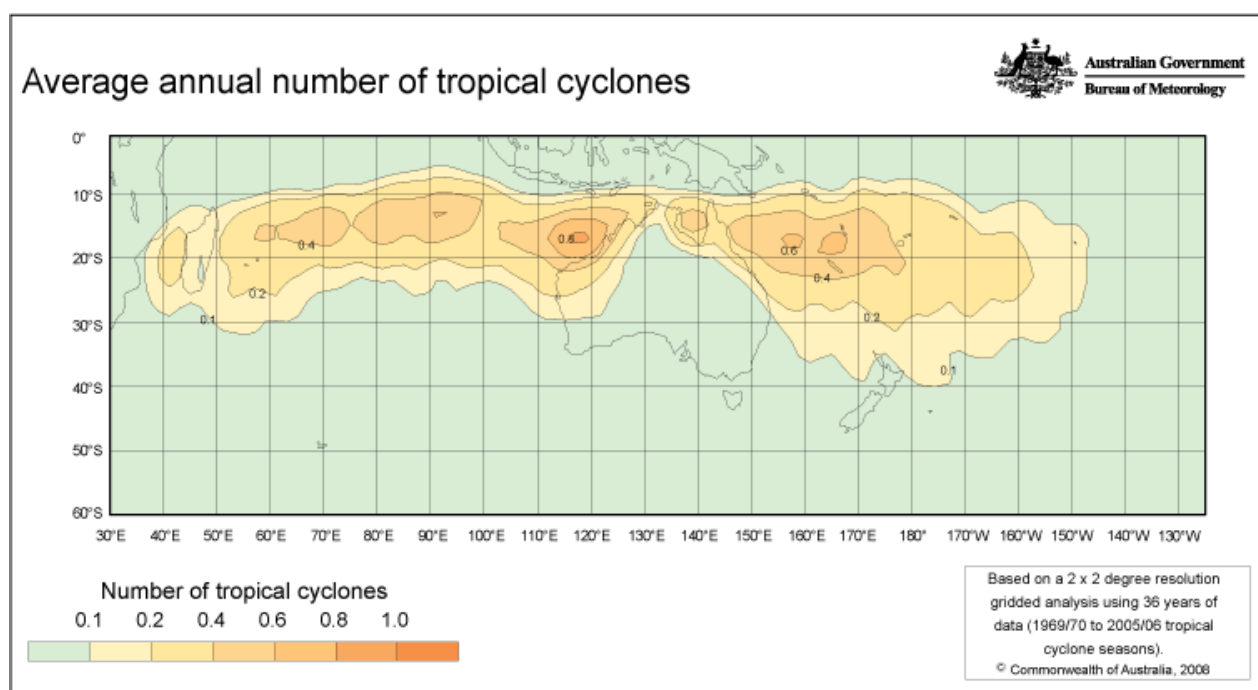 Australian Government
Bureau of Meteorology
Average annual number of tropical cyclones
0°
10°S
20°S
30°S
40°S
50°S
60°S
0.1
0.2
0.4
0.6
0.6
0.4
0.2
0.1
30°E 40°E 50°E 60°E 70°E 80°E 90°E 100°E 110°E 120°E 130°E 140°E 150°E 160°E 170°E 180° 170°W 160°W 150°W 140°W 130°W
Number of tropical cyclones
0.1 0.2 0.4 0.6 0.8 1.0
Based on a 2 x 2 degree resolution
gridded analysis using 36 years of
data (1969/70 to 2005/06 tropical
cyclone seasons).
© Commonwealth of Australia, 2008